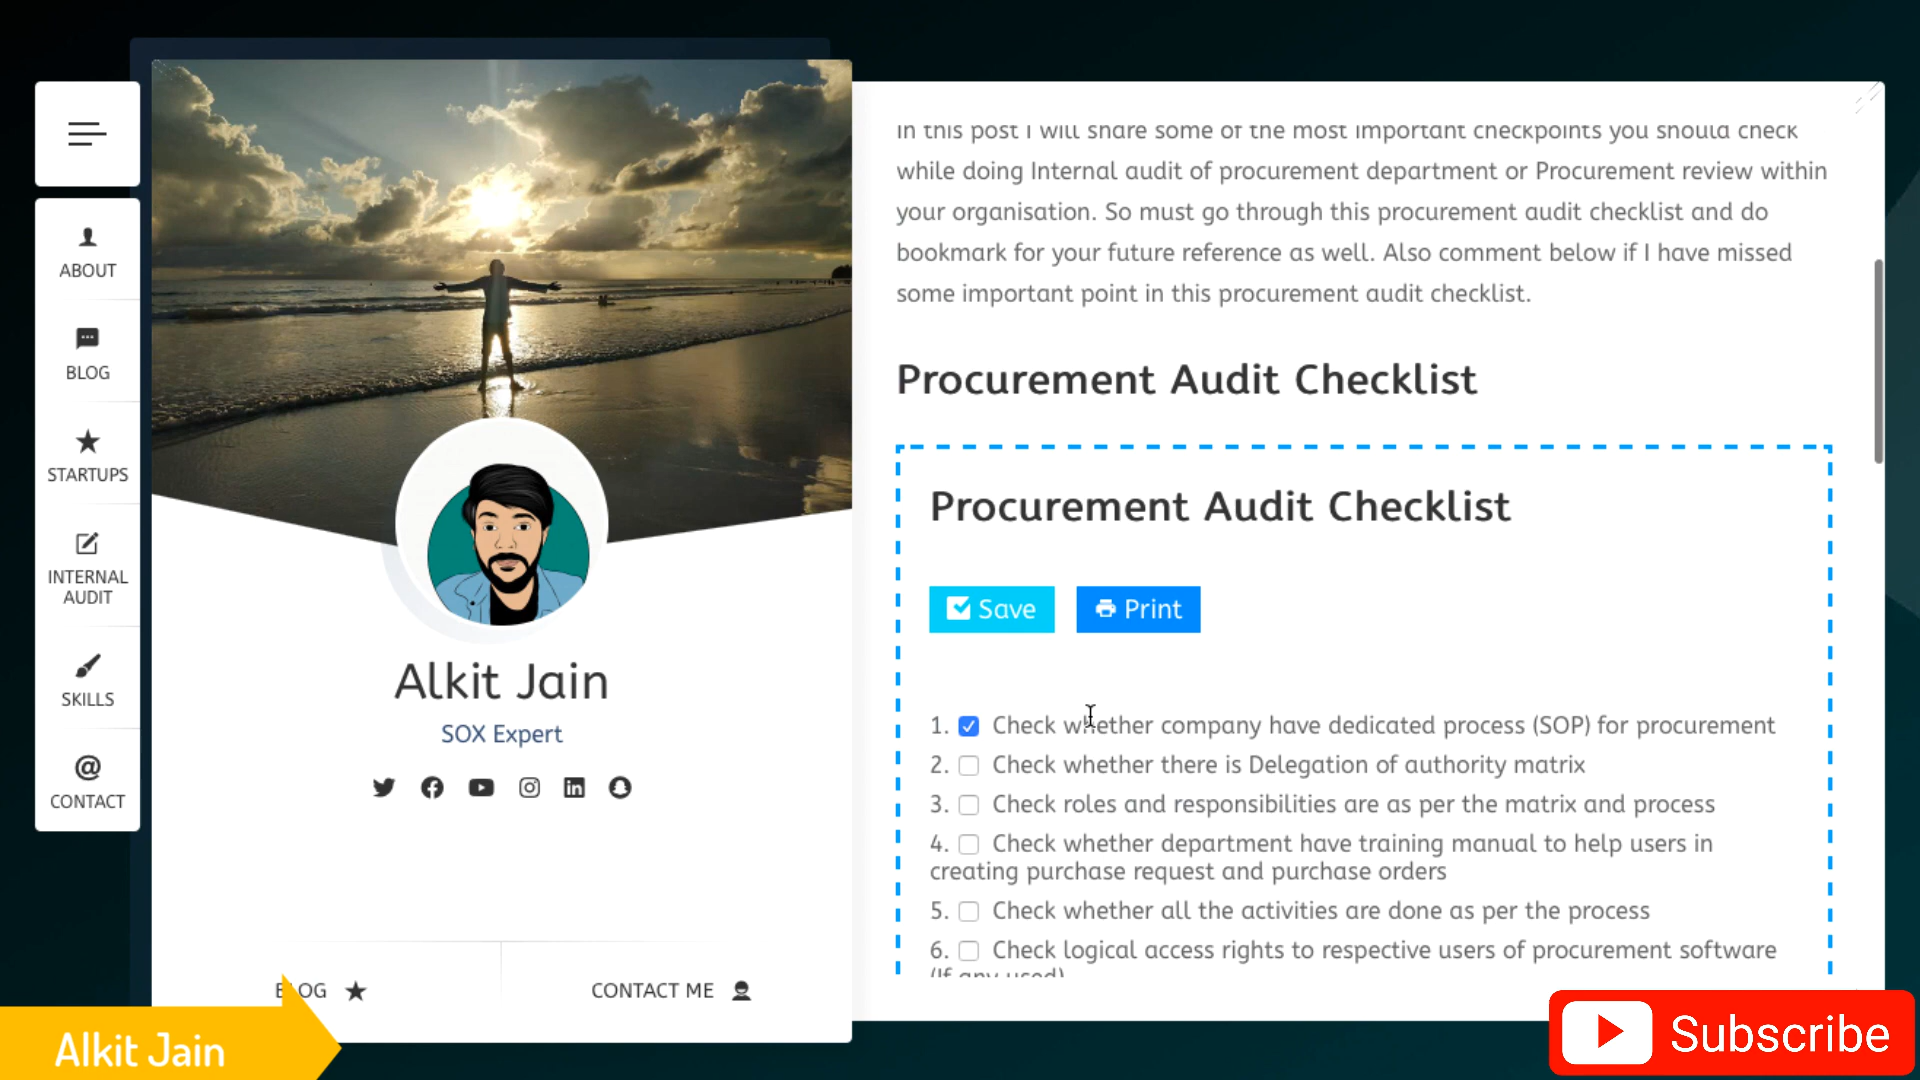 ABOUT
BLOG
STARTUPS
INTERNAL
AUDIT
SKILLS
@
CONTACT
Alkit Jain
SOX Expert
BLOG
CONTACT ME
In this post I will share some of the most important checkpoints you should check
while doing Internal audit of procurement department or Procurement review within
your organisation. So must go through this procurement audit checklist and do
bookmark for your future reference as well. Also comment below if I have missed
some important point in this procurement audit checklist.
Procurement Audit Checklist
Procurement Audit Checklist
Save
Print
1. Check whether company have dedicated process (SOP) for procurement
2. Check whether there is Delegation of authority matrix
3. Check roles and responsibilities are as per the matrix and process
4. Check whether department have training manual to help users in
creating purchase request and purchase orders
5. Check whether all the activities are done as per the process
6. Check logical access rights to respective users of procurement software
(If any used)
Alkit Jain
Subscribe